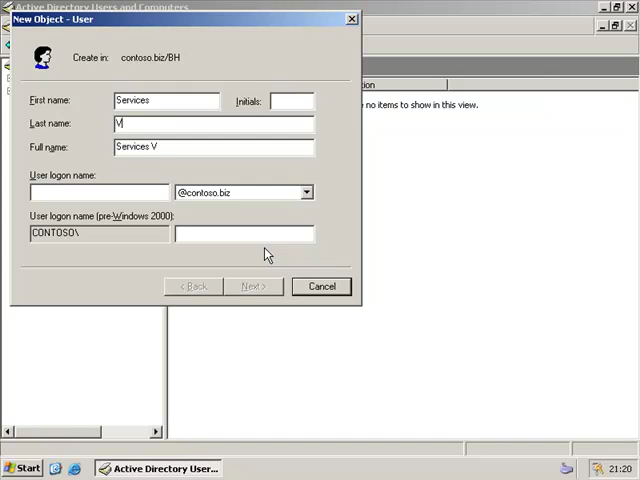 Active Directory Users and Computers
New Object - User
Create in: contoso.biz/BH
First name: Services Initials:
Last name: V
Full name: Services V
User logon name:
@contoso.biz
User logon name (pre-Windows 2000):
CONTOSO\
< Back Next > Cancel
no items to show in this view.
Start Active Directory User... 21:20